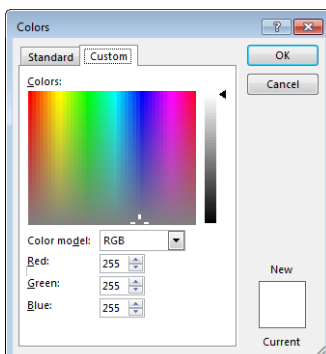 Colors
Standard Custom
OK
Cancel
Colors:
Color model: RGB
Red: 255
Green: 255
Blue: 255
New
Current